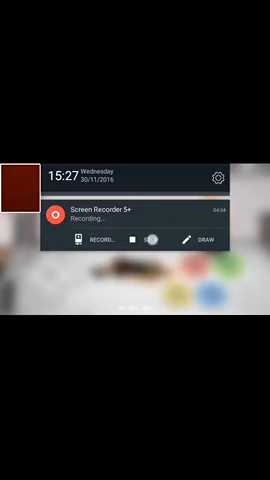 15:27
Wednesday
30/11/2016
Screen Recorder 5+
04:04
Recording...
RECORD... STOP DRAW